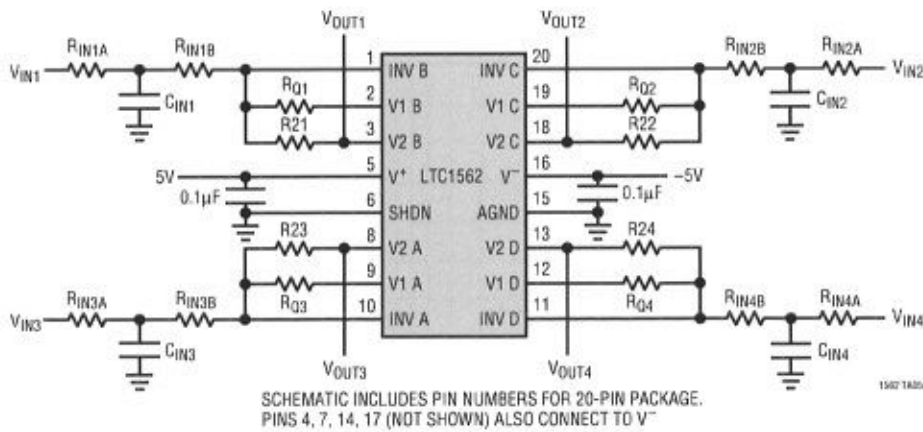 VOUT1 VOUT2
RIN1A RIN1B 1 20 RIN2B RIN2A
VIN1 INV B INV C VIN2
CIN1 RQ1 2 V1 B V1 C 19 RQ2 CIN2
R21 3 V2 B V2 C 18 R22
5V 5 V+ LTC1562 V– 16 –5V
0.1µF 6 SHDN AGND 15 0.1µF
R23 8 V2 A V2 D 13 R24
RIN3A RIN3B 9 V1 A V1 D 12 RIN4B RIN4A
RQ3 RQ4
VIN3 10 INV A INV D 11 VIN4
CIN3 CIN4
VOUT3 VOUT4
SCHEMATIC INCLUDES PIN NUMBERS FOR 20-PIN PACKAGE.
PINS 4, 7, 14, 17 (NOT SHOWN) ALSO CONNECT TO V–